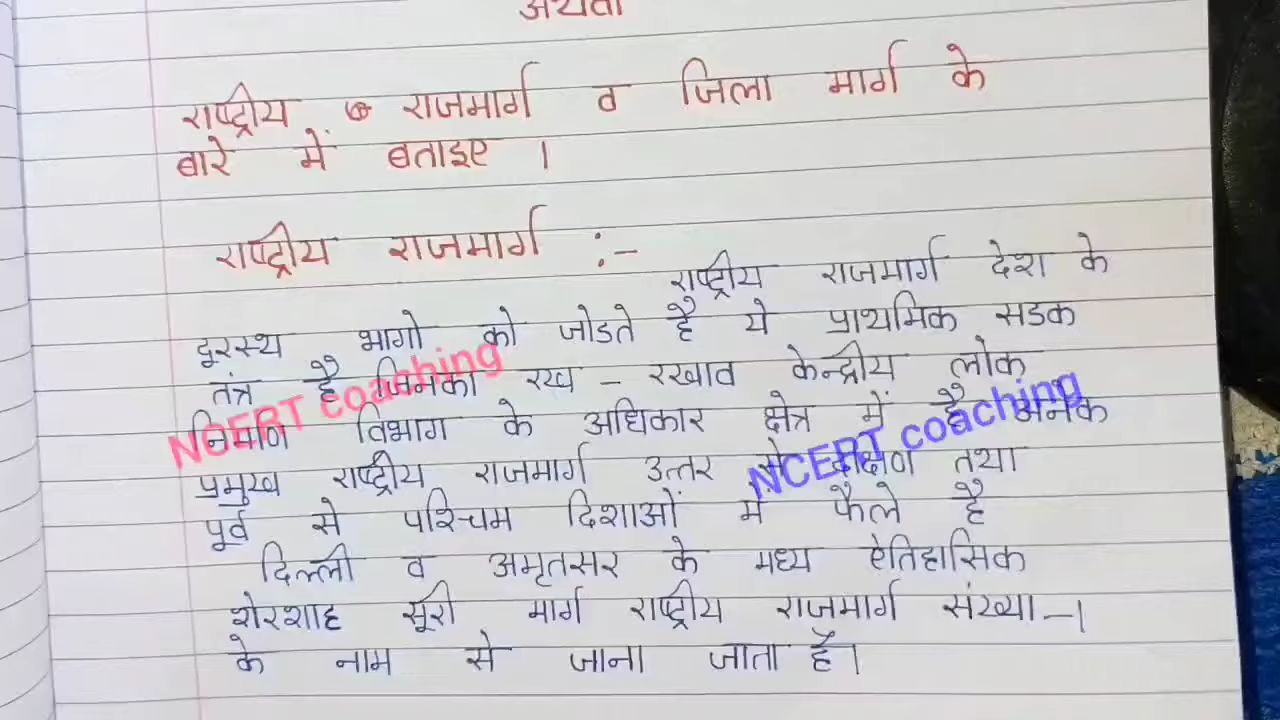 अथवा
राष्ट्रीय राजमार्ग व जिला मार्ग के
बारे में बताइए ।
राष्ट्रीय राजमार्ग :-
राष्ट्रीय राजमार्ग देश के
दूरस्थ भागो को जोडते है ये प्राथमिक सडक
तंत्र है जिनका रख - रखाव केन्द्रीय लोक
निर्माण विभाग के अधिकार क्षेत्र में है अनेक
प्रमुख राष्ट्रीय राजमार्ग उत्तर से दक्षिण तथा
पूर्व से पश्चिम दिशाओं में फैले है
दिल्ली व अमृतसर के मध्य ऐतिहासिक
शेरशाह सूरी मार्ग राष्ट्रीय राजमार्ग संख्या-1
के नाम से जाना जाता है।
NCERT coaching
NCERT coaching